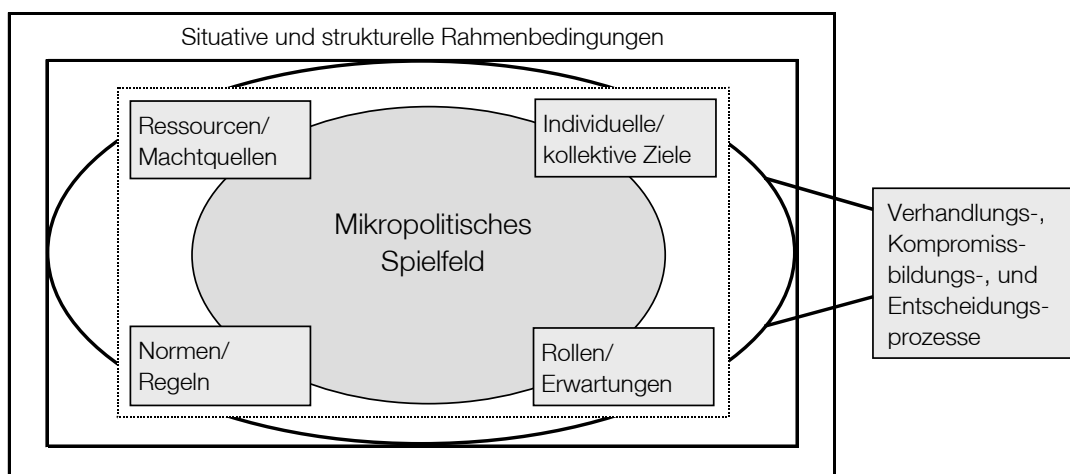 Situative und strukturelle Rahmenbedingungen
Ressourcen/
Machtquellen
Individuelle/
kollektive Ziele
Mikropolitisches
Spielfeld
Verhandlungs-,
Kompromiss-
bildungs-, und
Entscheidungs-
prozesse
Normen/
Regeln
Rollen/
Erwartungen